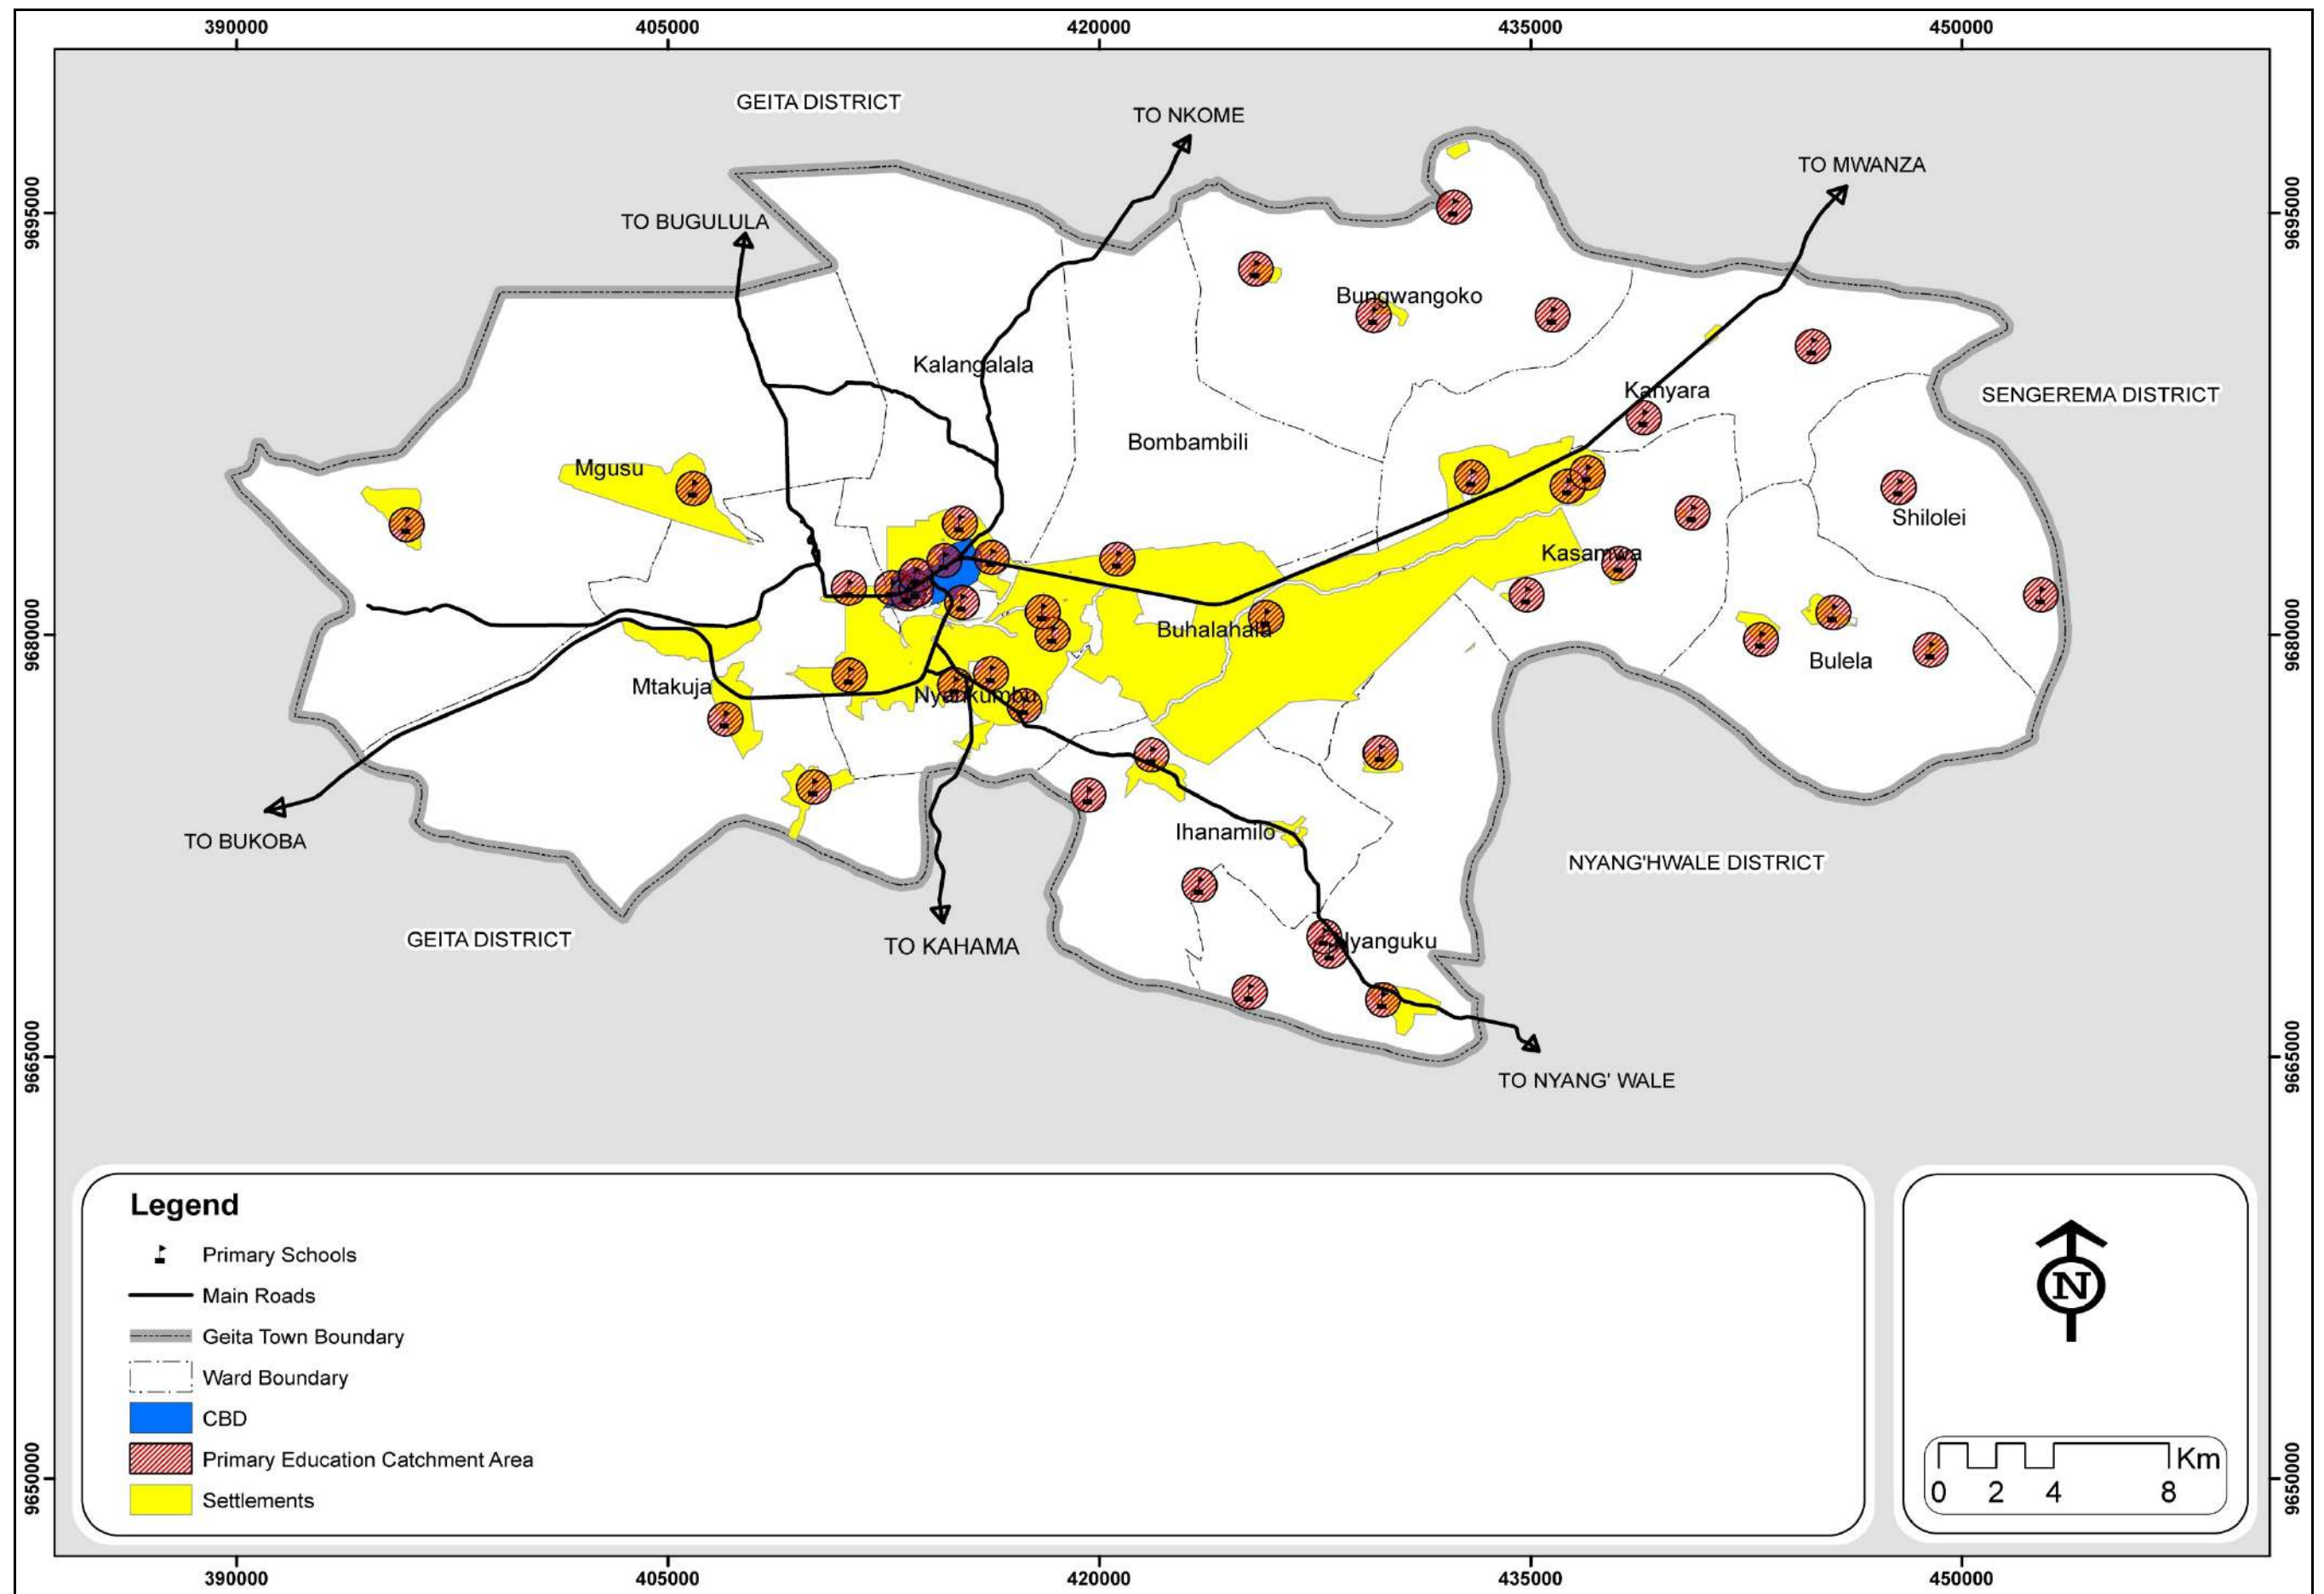 390000
405000
420000
435000
450000
GEITA DISTRICT
TO NKOME
TO MWANZA
9695000
TO BUGULULA
9695000
Bungwangoko
Kalangalala
Kanyara
SENGEREMA DISTRICT
Bombambili
Mgusu
Shilolei
Kasamwa
9680000
Buhalahala
9680000
Bulela
Mtakuja
Nyankumbu
TO BUKOBA
Ihanamilo
NYANG'HWALE DISTRICT
GEITA DISTRICT
TO KAHAMA
Nyanguku
9665000
9665000
TO NYANG' WALE
Legend
Primary Schools
Main Roads
Geita Town Boundary
Ward Boundary
CBD
Primary Education Catchment Area
Settlements
N
Km
0 2 4 8
9650000
9650000
390000
405000
420000
435000
450000